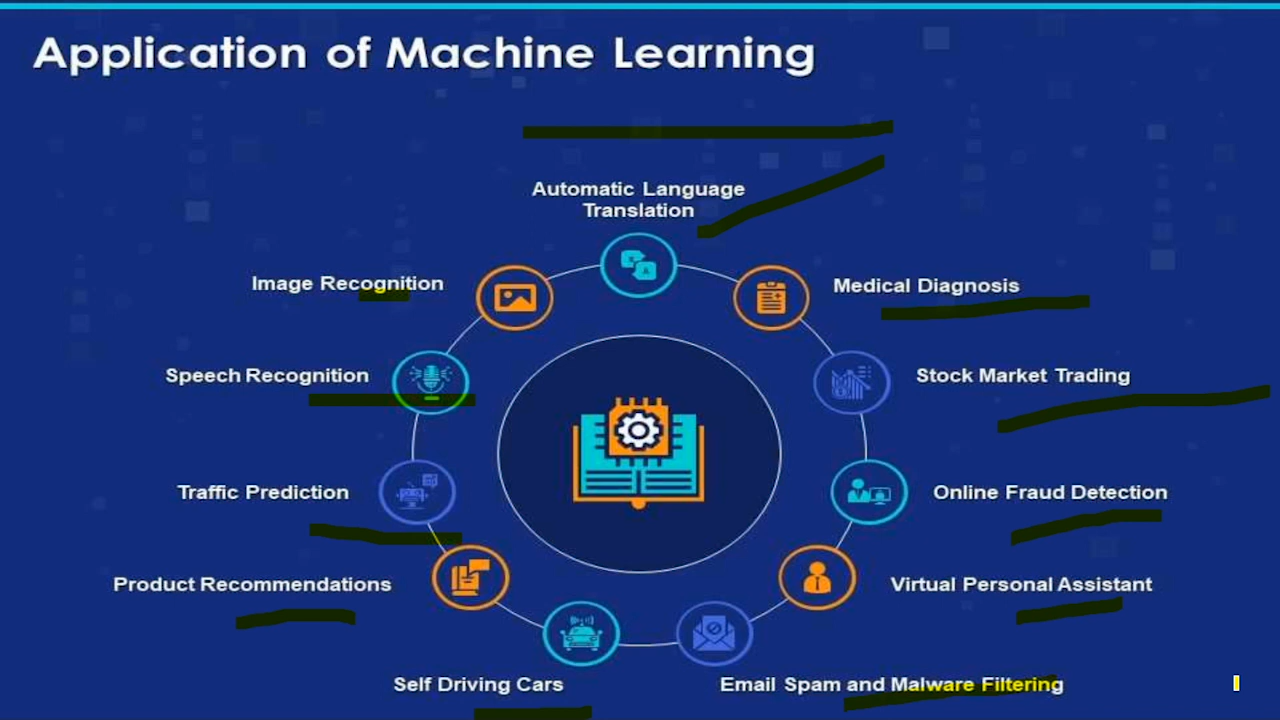 Application of Machine Learning
Automatic Language
Translation
Image Recognition
Medical Diagnosis
Speech Recognition
Stock Market Trading
Traffic Prediction
Online Fraud Detection
Product Recommendations
Virtual Personal Assistant
Self Driving Cars
Email Spam and Malware Filtering